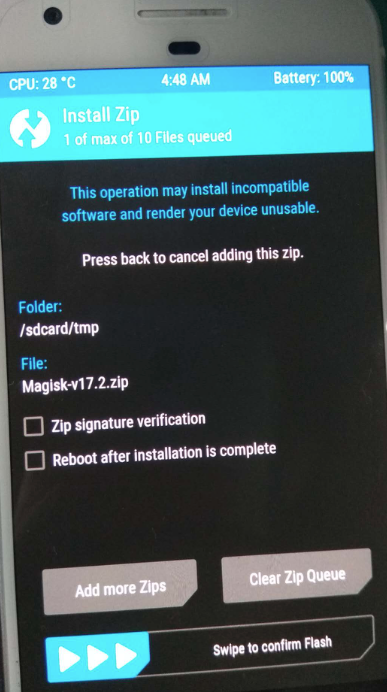 CPU: 28 °C 4:48 AM Battery: 100%
Install Zip
1 of max of 10 Files queued
This operation may install incompatible
software and render your device unusable.
Press back to cancel adding this zip.
Folder:
/sdcard/tmp
File:
Magisk-v17.2.zip
Zip signature verification
Reboot after installation is complete
Add more Zips Clear Zip Queue
Swipe to confirm Flash